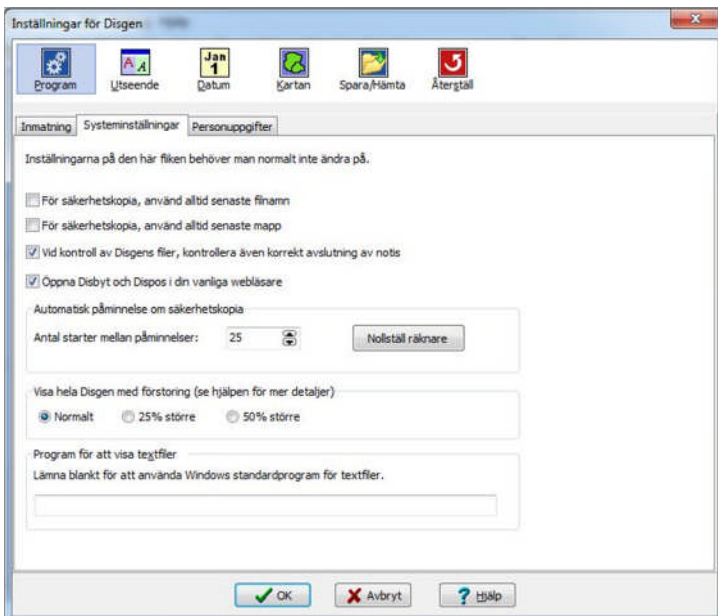 Inställningar för Disgen
Program
Utseende
Jan
1
Datum
Kartan
Spara/Hämta
Återställ
Inmatning
Systeminställningar
Personuppgifter
Inställningarna på den här fliken behöver man normalt inte ändra på.
För säkerhetskopia, använd alltid senaste filnamn
För säkerhetskopia, använd alltid senaste mapp
Vid kontroll av Disgens filer, kontrollera även korrekt avslutning av notis
Öppna Disbyt och Dispos i din vanliga webläsare
Automatisk påminnelse om säkerhetskopia
Antal starter mellan påminnelser: 25 Nollställ räknare
Visa hela Disgen med förstoring (se hjälpen för mer detaljer)
Normalt 25% större 50% större
Program för att visa textfiler
Lämna blankt för att använda Windows standardprogram för textfiler.
OK Avbryt Hjälp